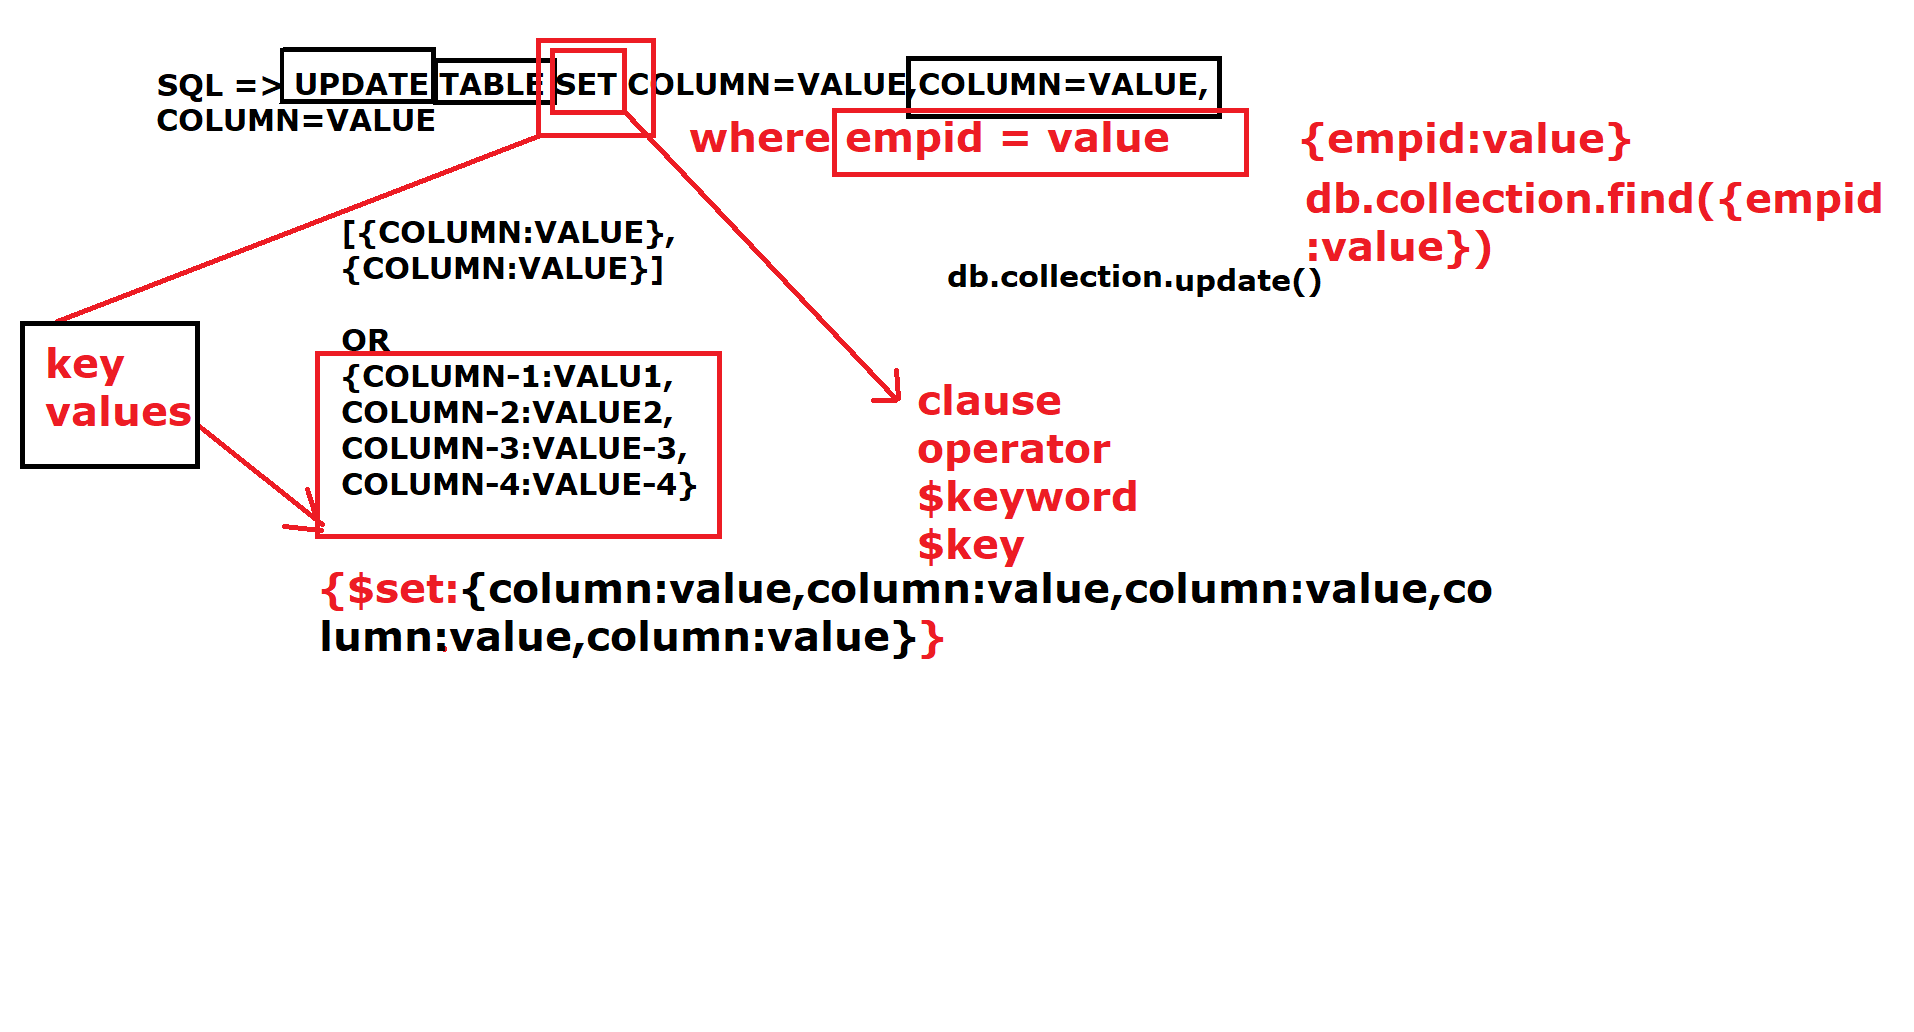 SQL => UPDATE TABLE SET COLUMN=VALUE,COLUMN=VALUE,
COLUMN=VALUE
where empid = value
{empid:value}
db.collection.find({empid
:value})
[{COLUMN:VALUE},
{COLUMN:VALUE}]
db.collection.update()
OR
{COLUMN-1:VALU1,
COLUMN-2:VALUE2,
COLUMN-3:VALUE-3,
COLUMN-4:VALUE-4}
key
values
clause
operator
$keyword
$key
{$set:{column:value,column:value,column:value,co
lumn:value,column:value}}